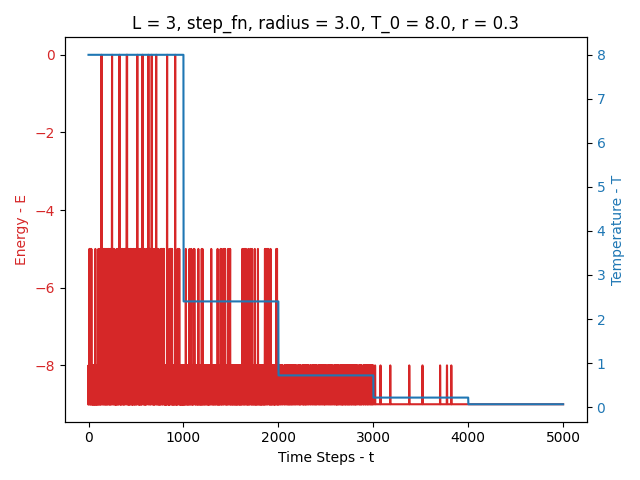 L = 3, step_fn, radius = 3.0, T_0 = 8.0, r = 0.3
Energy - E
0
−2
−4
−6
−8
8
7
6
5
4
3
2
1
0
Temperature - T
0 1000 2000 3000 4000 5000
Time Steps - t